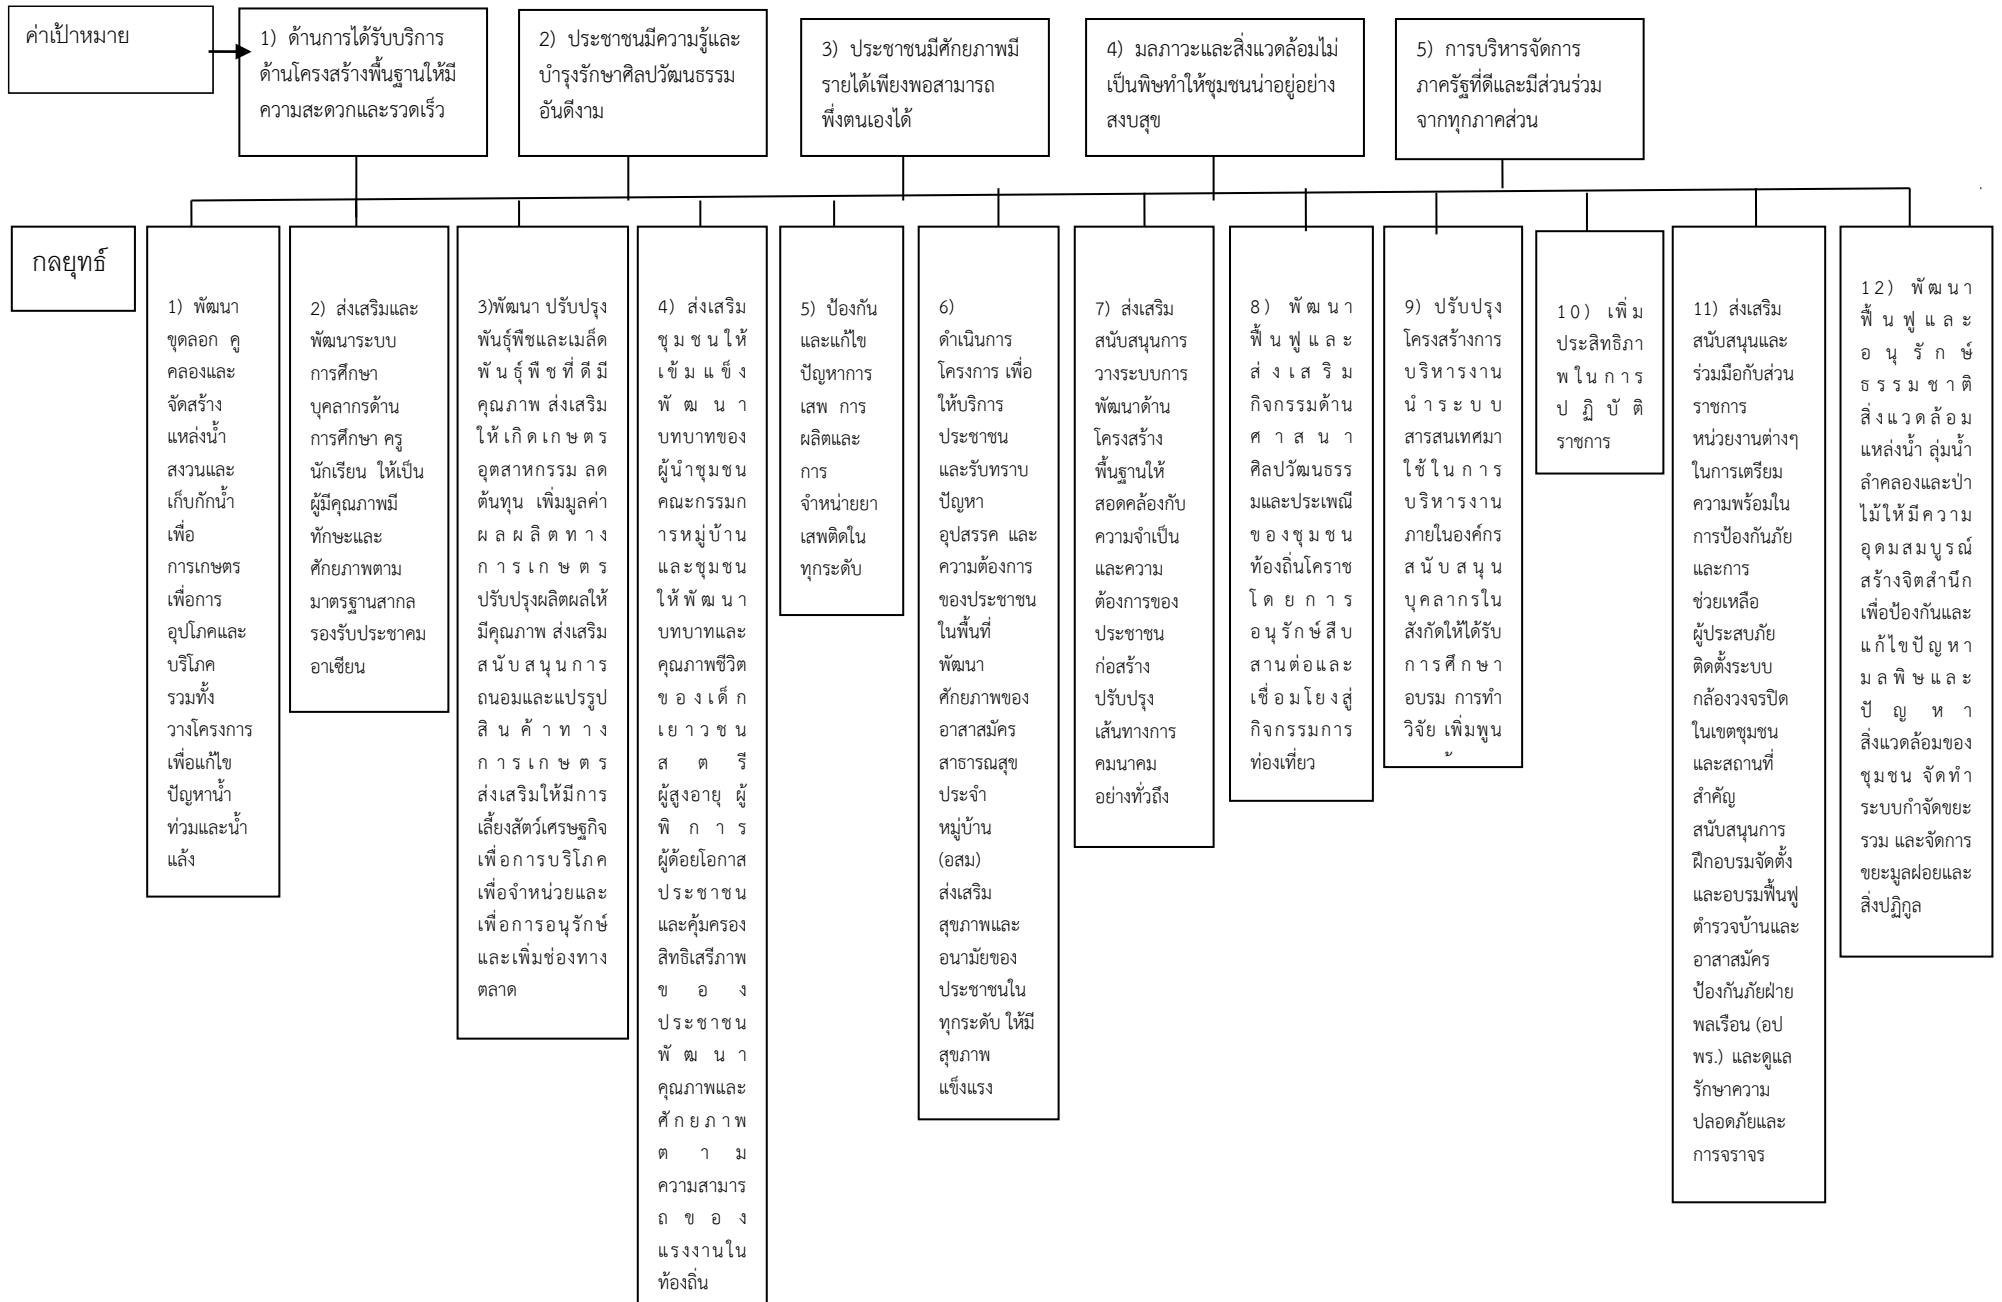 ค่าเป้าหมาย
1) ด้านการได้รับบริการ
ด้านโครงสร้างพื้นฐานให้มี
ความสะดวกและรวดเร็ว
2) ประชาชนมีความรู้และ
บำรุงรักษาศิลปวัฒนธรรม
อันดีงาม
3) ประชาชนมีศักยภาพมี
รายได้เพียงพอสามารถ
พึ่งตนเองได้
4) มลภาวะและสิ่งแวดล้อมไม่
เป็นพิษทำให้ชุมชนน่าอยู่อย่าง
สงบสุข
5) การบริหารจัดการ
ภาครัฐที่ดีและมีส่วนร่วม
จากทุกภาคส่วน
กลยุทธ์
1) พัฒนา
ขุดลอก คู
คลองและ
จัดสร้าง
แหล่งน้ำ
สงวนและ
เก็บกักน้ำ
เพื่อ
การเกษตร
เพื่อการ
อุปโภคและ
บริโภค
รวมทั้ง
วางโครงการ
เพื่อแก้ไข
ปัญหาน้ำ
ท่วมและน้ำ
แล้ง
2) ส่งเสริมและ
พัฒนาระบบ
การศึกษา
บุคลากรด้าน
การศึกษา ครู
นักเรียน ให้เป็น
ผู้มีคุณภาพมี
ทักษะและ
ศักยภาพตาม
มาตรฐานสากล
รองรับประชาคม
อาเซียน
3)พัฒนา ปรับปรุง
พันธุ์พืชและเมล็ด
พันธุ์พืชที่ดีมี
คุณภาพ ส่งเสริม
ให้เกิดเกษตร
อุตสาหกรรม ลด
ต้นทุน เพิ่มมูลค่า
ผลผลิตทาง
การเกษตร
ปรับปรุงผลิตผลให้
มีคุณภาพ ส่งเสริม
สนับสนุนการ
ถนอมและแปรรูป
สินค้าทาง
การเกษตร
ส่งเสริมให้มีการ
เลี้ยงสัตว์เศรษฐกิจ
เพื่อการบริโภค
เพื่อจำหน่วยและ
เพื่อการอนุรักษ์
และเพิ่มช่องทาง
ตลาด
4) ส่งเสริม
ชุมชนให้
เข้มแข็ง
พัฒนา
บทบาทของ
ผู้นำชุมชน
คณะกรรมก
ารหมู่บ้าน
และชุมชน
ให้พัฒนา
บทบาทและ
คุณภาพชีวิต
ของเด็ก
เยาวชน
สตรี
ผู้สูงอายุ ผู้
พิการ
ผู้ด้อยโอกาส
ประชาชน
และคุ้มครอง
สิทธิเสรีภาพ
ของ
ประชาชน
พัฒนา
คุณภาพและ
ศักยภาพ
ตาม
ความสามาร
ถของ
แรงงานใน
ท้องถิ่น
5) ป้องกัน
และแก้ไข
ปัญหาการ
เสพ การ
ผลิตและ
การ
จำหน่ายยา
เสพติดใน
ทุกระดับ
6)
ดำเนินการ
โครงการ เพื่อ
ให้บริการ
ประชาชน
และรับทราบ
ปัญหา
อุปสรรค และ
ความต้องการ
ของประชาชน
ในพื้นที่
พัฒนา
ศักยภาพของ
อาสาสมัคร
สาธารณสุข
ประจำ
หมู่บ้าน
(อสม)
ส่งเสริม
สุขภาพและ
อนามัยของ
ประชาชนใน
ทุกระดับ ให้มี
สุขภาพ
แข็งแรง
7) ส่งเสริม
สนับสนุนการ
วางระบบการ
พัฒนาด้าน
โครงสร้าง
พื้นฐานให้
สอดคล้องกับ
ความจำเป็น
และความ
ต้องการของ
ประชาชน
ก่อสร้าง
ปรับปรุง
เส้นทางการ
คมนาคม
อย่างทั่วถึง
8) พัฒนา
ฟื้นฟูและ
ส่งเสริม
กิจกรรมด้าน
ศาสนา
ศิลปวัฒนธรร
มและประเพณี
ของชุมชน
ท้องถิ่นโคราช
โดยการ
อนุรักษ์สืบ
สานต่อและ
เชื่อมโยงสู่
กิจกรรมการ
ท่องเที่ยว
9) ปรับปรุง
โครงสร้างการ
บริหารงาน
นำระบบ
สารสนเทศมา
ใช้ในการ
บริหารงาน
ภายในองค์กร
สนับสนุน
บุคลากรใน
สังกัดให้ได้รับ
การศึกษา
อบรม การทำ
วิจัย เพิ่มพูน
10) เพิ่ม
ประสิทธิภา
พในการ
ปฏิบัติ
ราชการ
11) ส่งเสริม
สนับสนุนและ
ร่วมมือกับส่วน
ราชการ
หน่วยงานต่างๆ
ในการเตรียม
ความพร้อมใน
การป้องกันภัย
และการ
ช่วยเหลือ
ผู้ประสบภัย
ติดตั้งระบบ
กล้องวงจรปิด
ในเขตชุมชน
และสถานที่
สำคัญ
สนับสนุนการ
ฝึกอบรมจัดตั้ง
และอบรมฟื้นฟู
ตำรวจบ้านและ
อาสาสมัคร
ป้องกันภัยฝ่าย
พลเรือน (อป
พร.) และดูแล
รักษาความ
ปลอดภัยและ
การจราจร
12) พัฒนา
ฟื้นฟูและ
อนุรักษ์
ธรรมชาติ
สิ่งแวดล้อม
แหล่งน้ำ ลุ่มน้ำ
ลำคลองและป่า
ไม้ให้มีความ
อุดมสมบูรณ์
สร้างจิตสำนึก
เพื่อป้องกันและ
แก้ไขปัญหา
มลพิษและ
ปัญหา
สิ่งแวดล้อมของ
ชุมชน จัดทำ
ระบบกำจัดขยะ
รวม และจัดการ
ขยะมูลฝอยและ
สิ่งปฏิกูล